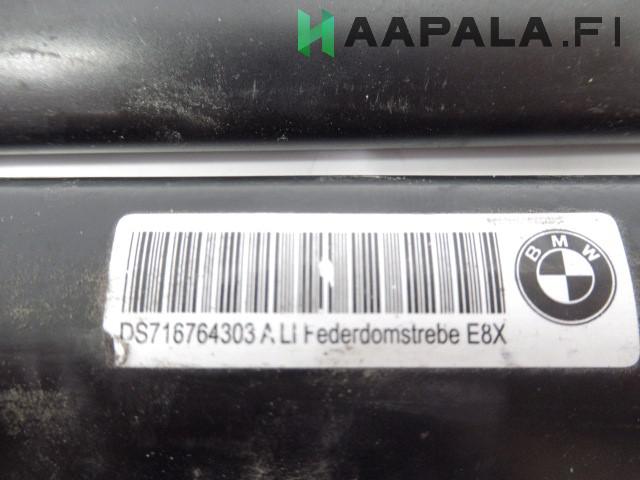 HAAPALA.FI
BMW
DS716764303 A LI Federdomstrebe E8X